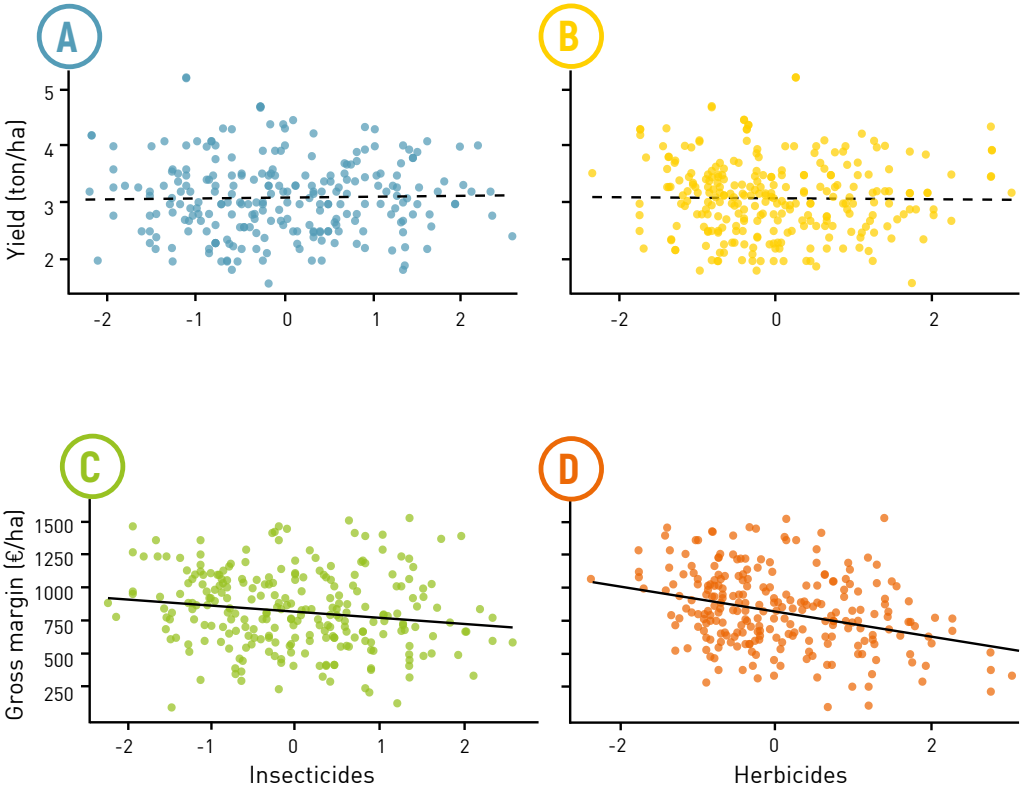 A
B
Yield (ton/ha)
5
4
3
2
-2 -1 0 1 2
-2 0 2
C
D
Gross margin (€/ha)
1500
1250
1000
750
500
250
-2 -1 0 1 2
-2 0 2
Insecticides
Herbicides